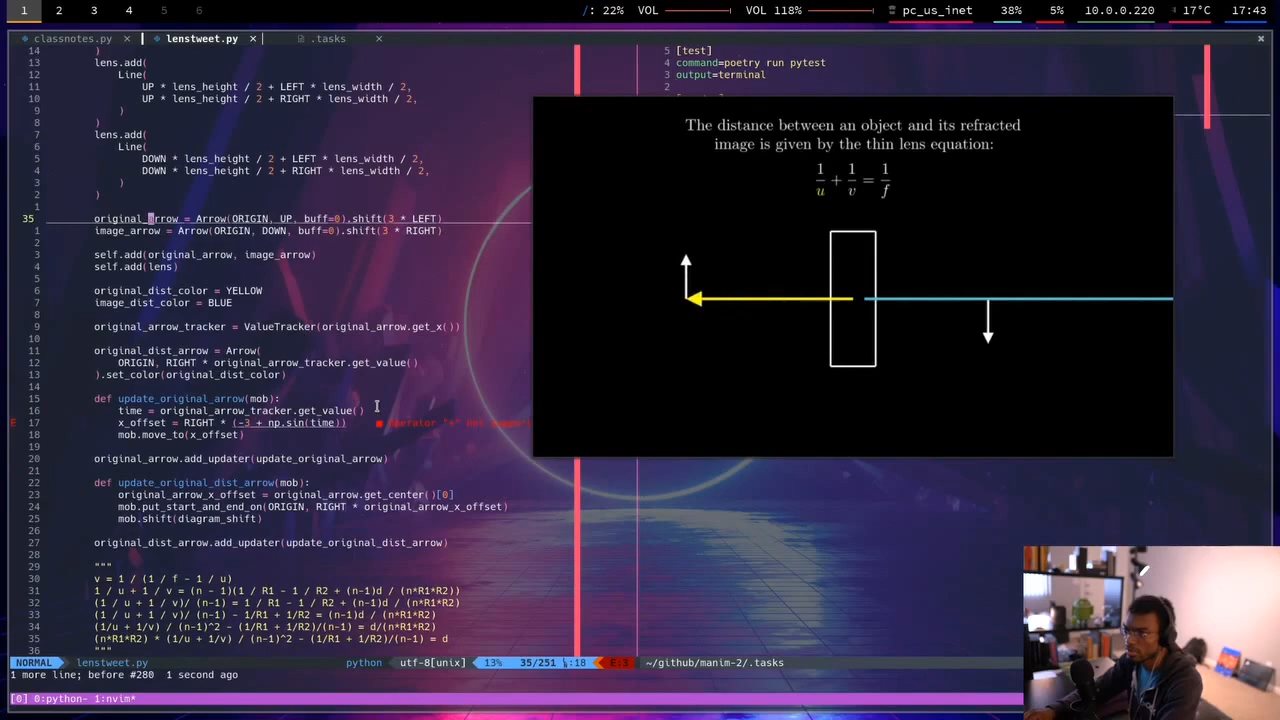 1 2 3 4 5 6 /: 22% VOL VOL 118% pc_us_inet 38% 5% 10.0.0.220 17°C 17:43
classnotes.py × lenstweet.py × .tasks ×
14 )
13 lens.add(
12 Line(
11 UP * lens_height / 2 + LEFT * lens_width / 2,
10 UP * lens_height / 2 + RIGHT * lens_width / 2,
9 )
8 )
7 lens.add(
6 Line(
5 DOWN * lens_height / 2 + LEFT * lens_width / 2,
4 DOWN * lens_height / 2 + RIGHT * lens_width / 2,
3 )
2 )
1
35 original_arrow = Arrow(ORIGIN, UP, buff=0).shift(3 * LEFT)
1 image_arrow = Arrow(ORIGIN, DOWN, buff=0).shift(3 * RIGHT)
2
3 self.add(original_arrow, image_arrow)
4 self.add(lens)
5
6 original_dist_color = YELLOW
7 image_dist_color = BLUE
8
9 original_arrow_tracker = ValueTracker(original_arrow.get_x())
10
11 original_dist_arrow = Arrow(
12 ORIGIN, RIGHT * original_arrow_tracker.get_value()
13 ).set_color(original_dist_color)
14
15 def update_original_arrow(mob):
16 time = original_arrow_tracker.get_value()
E 17 x_offset = RIGHT * (-3 + np.sin(time)) ■ Operator "*" not
18 mob.move_to(x_offset)
19
20 original_arrow.add_updater(update_original_arrow)
21
22 def update_original_dist_arrow(mob):
23 original_arrow_x_offset = original_arrow.get_center()[0]
24 mob.put_start_and_end_on(ORIGIN, RIGHT * original_arrow_x_offset)
25 mob.shift(diagram_shift)
26
27 original_dist_arrow.add_updater(update_original_dist_arrow)
28
29 """
30 v = 1 / (1 / f - 1 / u)
31 1 / u + 1 / v = (n - 1)(1 / R1 - 1 / R2 + (n-1)d / (n*R1*R2))
32 (1 / u + 1 / v)/ (n-1) = 1 / R1 - 1 / R2 + (n-1)d / (n*R1*R2)
33 (1 / u + 1 / v)/ (n-1) - 1/R1 + 1/R2 = (n-1)d / (n*R1*R2)
34 (1/u + 1/v) / (n-1)^2 - (1/R1 + 1/R2)/(n-1) = d/(n*R1*R2)
35 (n*R1*R2) * (1/u + 1/v) / (n-1)^2 - (1/R1 + 1/R2)/(n-1) = d
36 """
5 [test]
4 command=poetry run pytest
3 output=terminal
2
The distance between an object and its refracted
image is given by the thin lens equation:
1/u + 1/v = 1/f
NORMAL lenstweet.py python utf-8[unix] 13% 35/251 :18 E:3 ~/github/manim-2/.tasks
1 more line; before #280 1 second ago
[0] 0:python- 1:nvim*